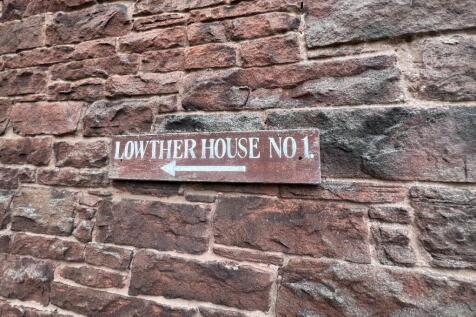 LOWTHER HOUSE NO 1.